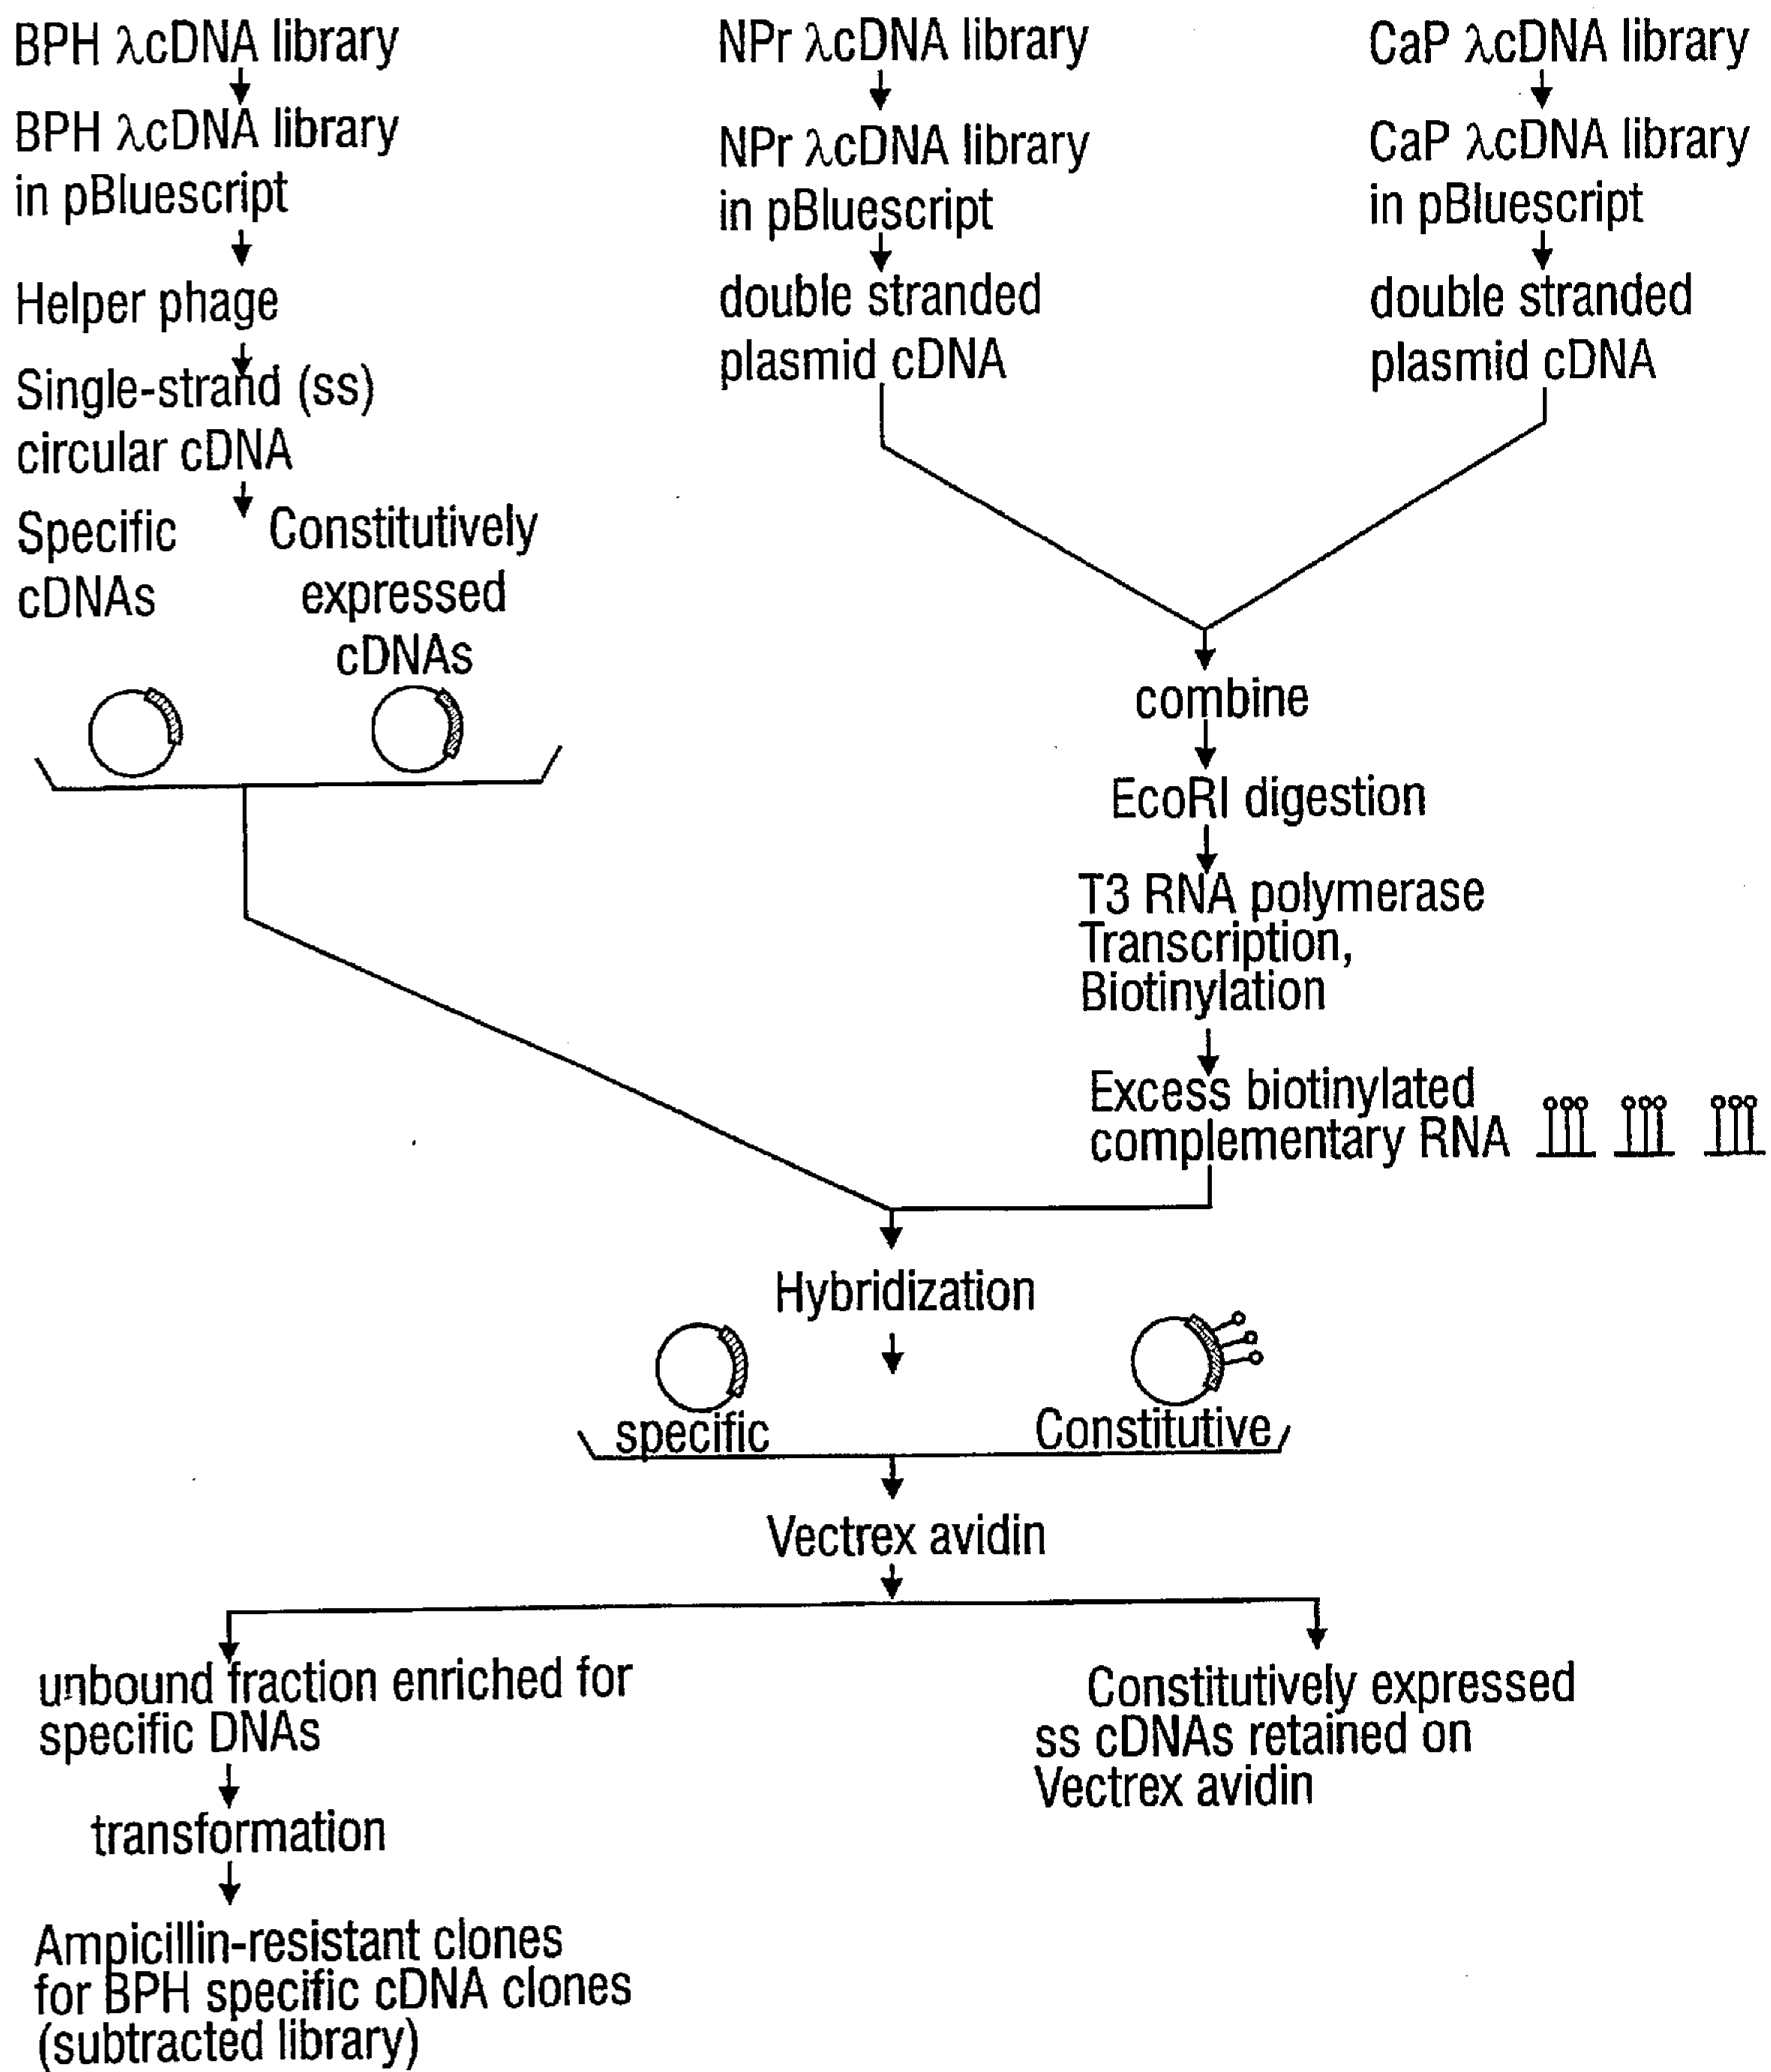 BPH λcDNA library
BPH λcDNA library
in pBluescript
Helper phage
Single-strand (ss)
circular cDNA
Specific
cDNAs
Constitutively
expressed
cDNAs
NPr λcDNA library
NPr λcDNA library
in pBluescript
double stranded
plasmid cDNA
CaP λcDNA library
CaP λcDNA library
in pBluescript
double stranded
plasmid cDNA
combine
EcoRI digestion
T3 RNA polymerase
Transcription,
Biotinylation
Excess biotinylated
complementary RNA
Hybridization
specific
Constitutive
Vectrex avidin
unbound fraction enriched for
specific DNAs
transformation
Ampicillin-resistant clones
for BPH specific cDNA clones
(subtracted library)
Constitutively expressed
ss cDNAs retained on
Vectrex avidin